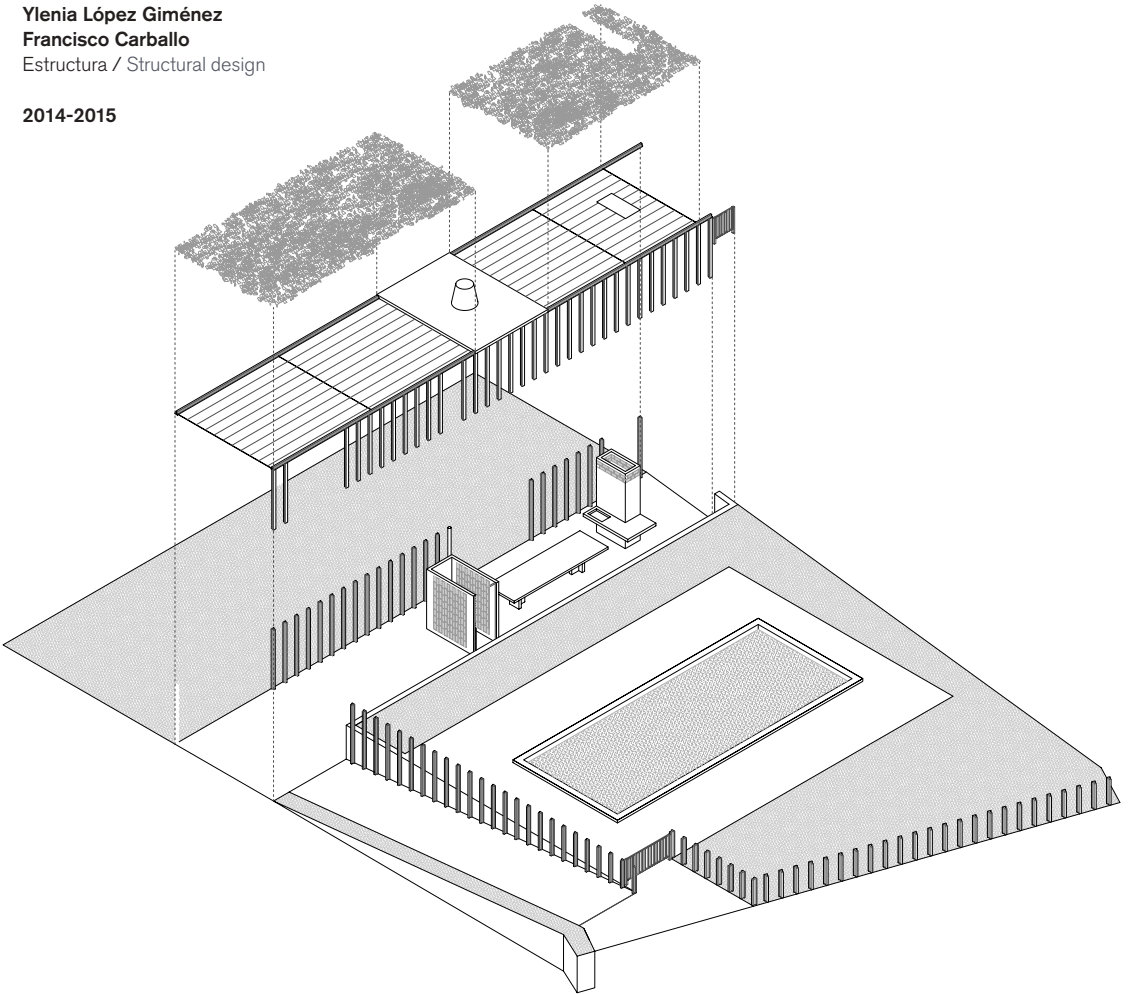 Ylenia López Giménez
Francisco Carballo
Estructura / Structural design
2014-2015